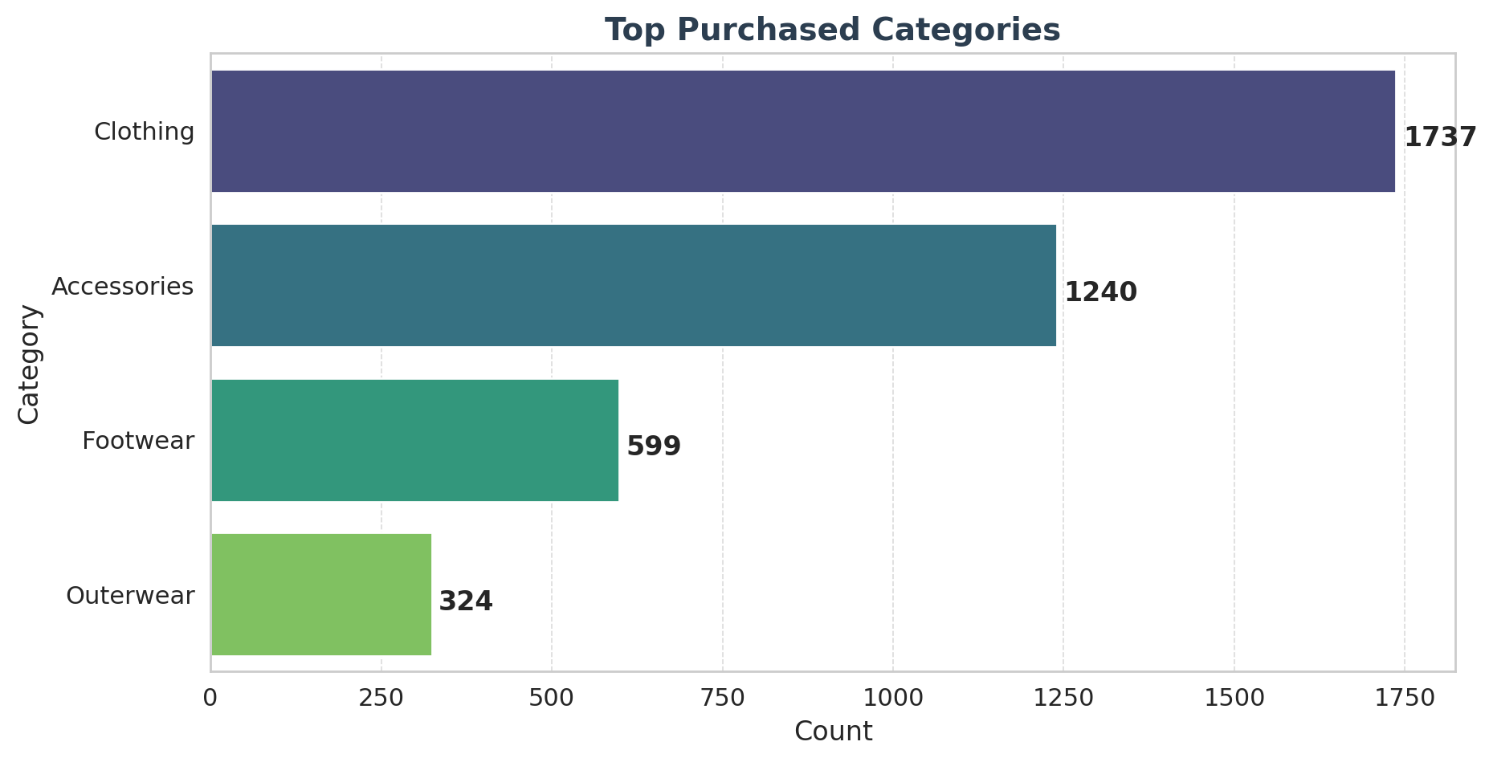 Top Purchased Categories
Clothing
1737
Accessories
1240
Footwear
599
Outerwear
324
Category
0 250 500 750 1000 1250 1500 1750
Count